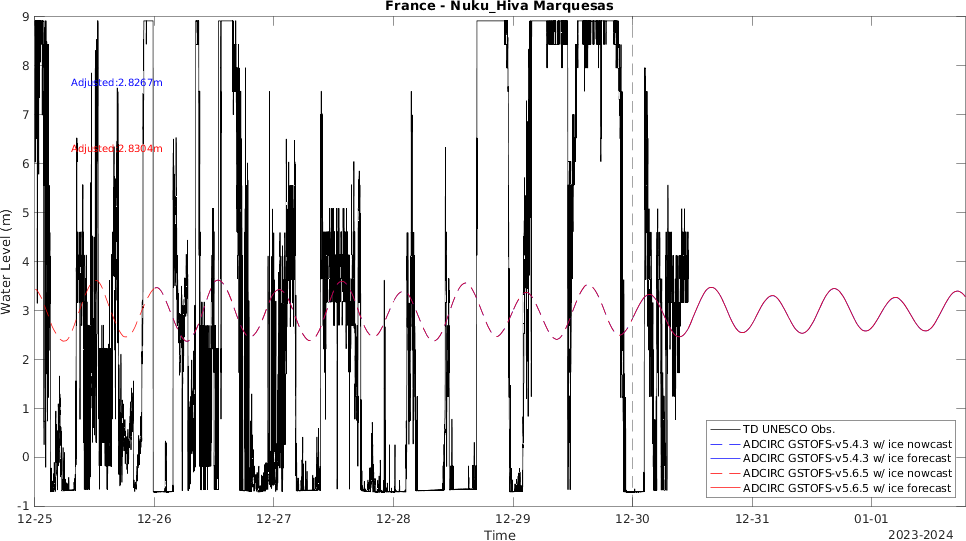 France - Nuku_Hiva Marquesas
9
8
7
6
5
4
3
2
1
0
-1
Water Level (m)
Adjusted:2.8267m
Adjusted:2.8304m
TD UNESCO Obs.
ADCIRC GSTOFS-v5.4.3 w/ ice nowcast
ADCIRC GSTOFS-v5.4.3 w/ ice forecast
ADCIRC GSTOFS-v5.6.5 w/ ice nowcast
ADCIRC GSTOFS-v5.6.5 w/ ice forecast
12-25 12-26 12-27 12-28 12-29 12-30 12-31 01-01
Time
2023-2024